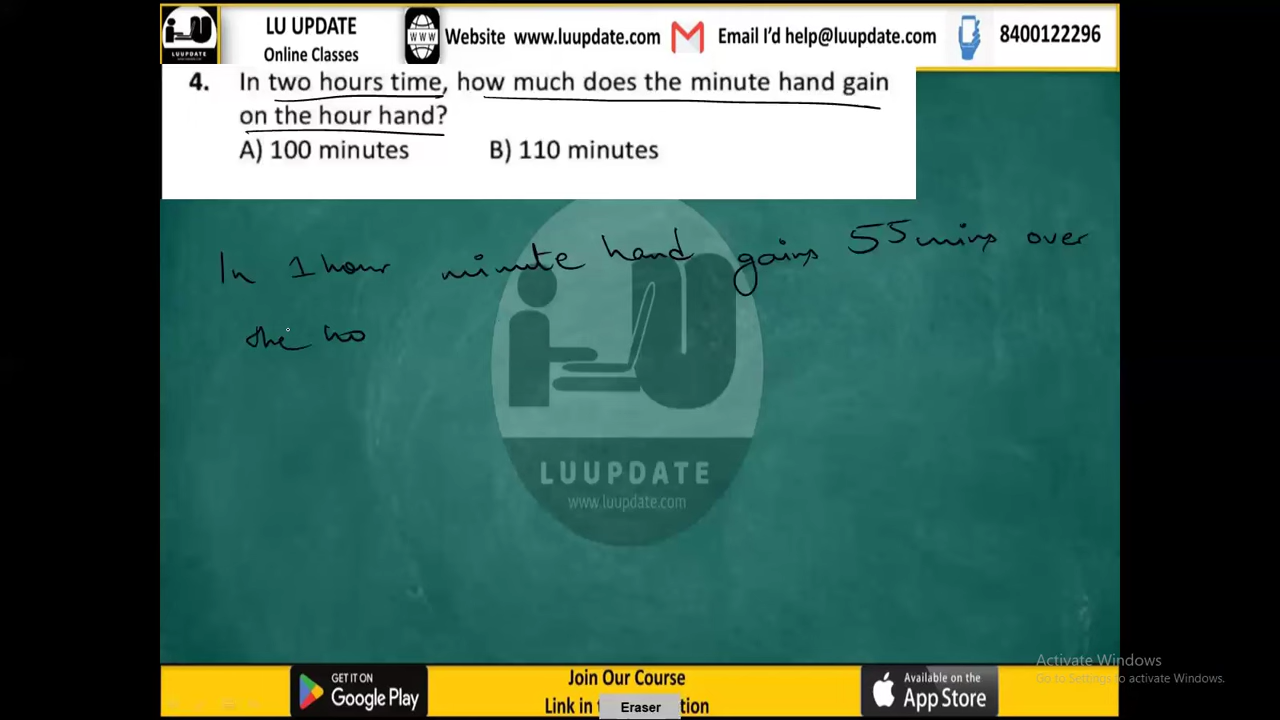 LU UPDATE
Online Classes
LUUPDATE
WWW
Website www.luupdate.com
Email I'd help@luupdate.com
8400122296
4. In two hours time, how much does the minute hand gain
on the hour hand?
A) 100 minutes B) 110 minutes
In 1 hour minute hand gains 55 mins over
the ho
LUUPDATE
www.luupdate.com
Activate Windows
Go to Settings to activate Windows.
GET IT ON
Google Play
Join Our Course
Link in
tion
Eraser
Available on the
App Store